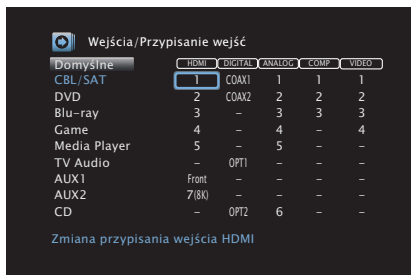 Wejścia/Przypisanie wejść
Domyślne HDMI DIGITAL ANALOG COMP VIDEO
CBL/SAT 1 COAX1 1 1 1
DVD 2 COAX2 2 2 2
Blu-ray 3 – 3 3 3
Game 4 – 4 – 4
Media Player 5 – 5 – –
TV Audio – OPT1 – – –
AUX1 Front – – – –
AUX2 7(8K) – – – –
CD – OPT2 6 – –
Zmiana przypisania wejścia HDMI